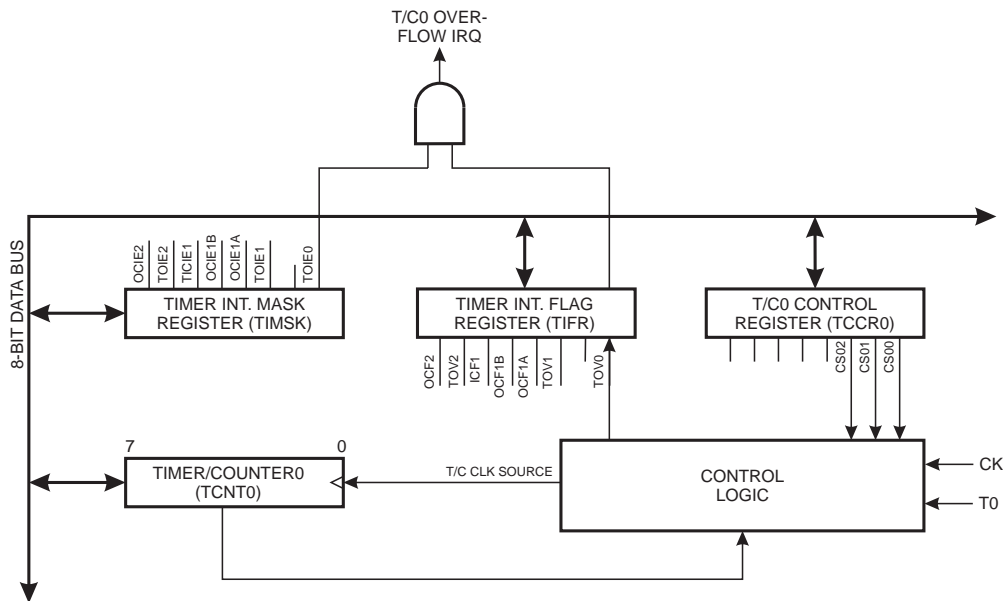 T/C0 OVER-
FLOW IRQ
8-BIT DATA BUS
OCIE2
TOIE2
TICIE1
OCIE1B
OCIE1A
TOIE1
TOIE0
TIMER INT. MASK
REGISTER (TIMSK)
TIMER INT. FLAG
REGISTER (TIFR)
T/C0 CONTROL
REGISTER (TCCR0)
OCF2
TOV2
ICF1
OCF1B
OCF1A
TOV1
TOV0
CS02
CS01
CS00
7
0
TIMER/COUNTER0
(TCNT0)
T/C CLK SOURCE
CONTROL
LOGIC
CK
T0